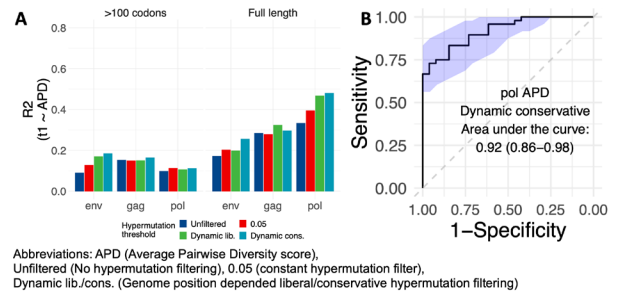 A
>100 codons
Full length
R2
(t1 ~ APD)
0.8
0.6
0.4
0.2
0.0
env
gag
pol
env
gag
pol
Hypermutation
threshold
Unfiltered
0.05
Dynamic lib.
Dynamic cons.
B
Sensitivity
1.00
0.75
0.50
0.25
0.00
pol APD
Dynamic conservative
Area under the curve:
0.92 (0.86–0.98)
1.00
0.75
0.50
0.25
0.00
1−Specificity
Abbreviations: APD (Average Pairwise Diversity score),
Unfiltered (No hypermutation filtering), 0.05 (constant hypermutation filter),
Dynamic lib./cons. (Genome position depended liberal/conservative hypermutation filtering)